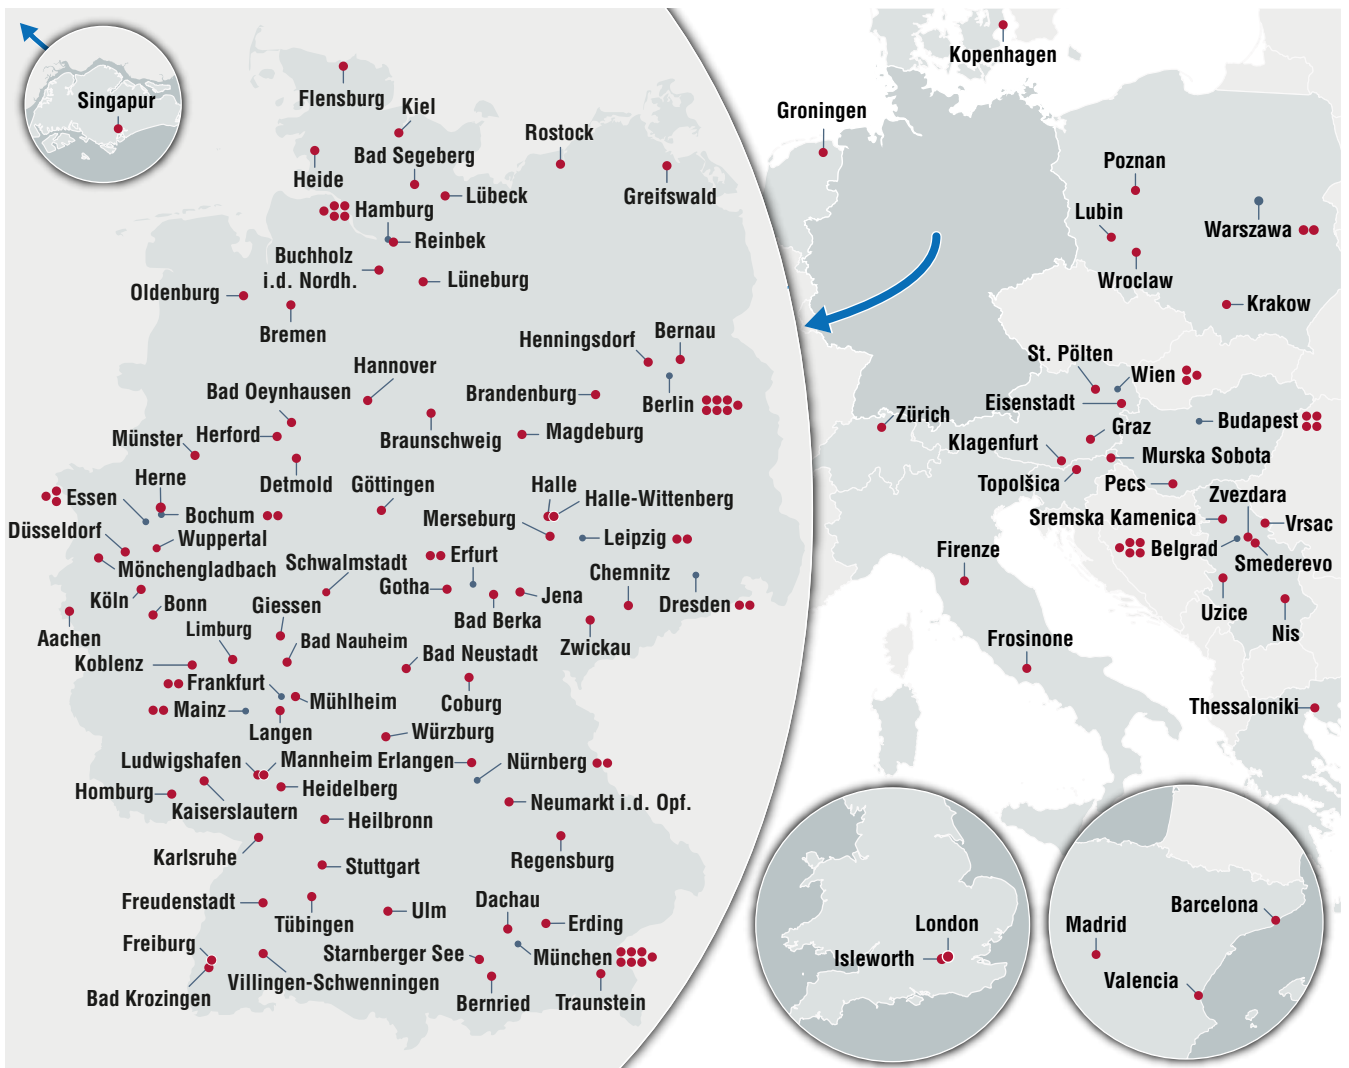 Singapur
Flensburg
Kiel
Bad Segeberg
Rostock
Heide
Lübeck
Greifswald
Hamburg
Reinbek
Buchholz
i.d. Nordh.
Lüneburg
Oldenburg
Bremen
Henningsdorf
Bernau
Hannover
Bad Oeynhausen
Brandenburg
Berlin
Münster
Herford
Braunschweig
Magdeburg
Herne
Detmold
Göttingen
Halle
Halle-Wittenberg
Essen
Bochum
Merseburg
Düsseldorf
Wuppertal
Leipzig
Mönchengladbach
Schwalmstadt
Erfurt
Gotha
Chemnitz
Köln
Bonn
Giessen
Jena
Dresden
Bad Berka
Aachen
Limburg
Bad Nauheim
Zwickau
Koblenz
Bad Neustadt
Frankfurt
Mühlheim
Coburg
Mainz
Langen
Würzburg
Ludwigshafen
Mannheim
Erlangen
Nürnberg
Homburg
Heidelberg
Kaiserslautern
Neumarkt i.d. Opf.
Heilbronn
Karlsruhe
Regensburg
Stuttgart
Freudenstadt
Tübingen
Ulm
Dachau
Erding
Freiburg
Starnberger See
München
Villingen-Schwenningen
Bad Krozingen
Bernried
Traunstein
Kopenhagen
Groningen
Poznan
Lubin
Warszawa
Wroclaw
Krakow
St. Pölten
Wien
Eisenstadt
Zürich
Budapest
Klagenfurt
Graz
Murska Sobota
Topolšica
Pecs
Zvezdara
Sremska Kamenica
Vrsac
Firenze
Belgrad
Smederevo
Uzice
Nis
Frosinone
Thessaloniki
London
Isleworth
Madrid
Barcelona
Valencia